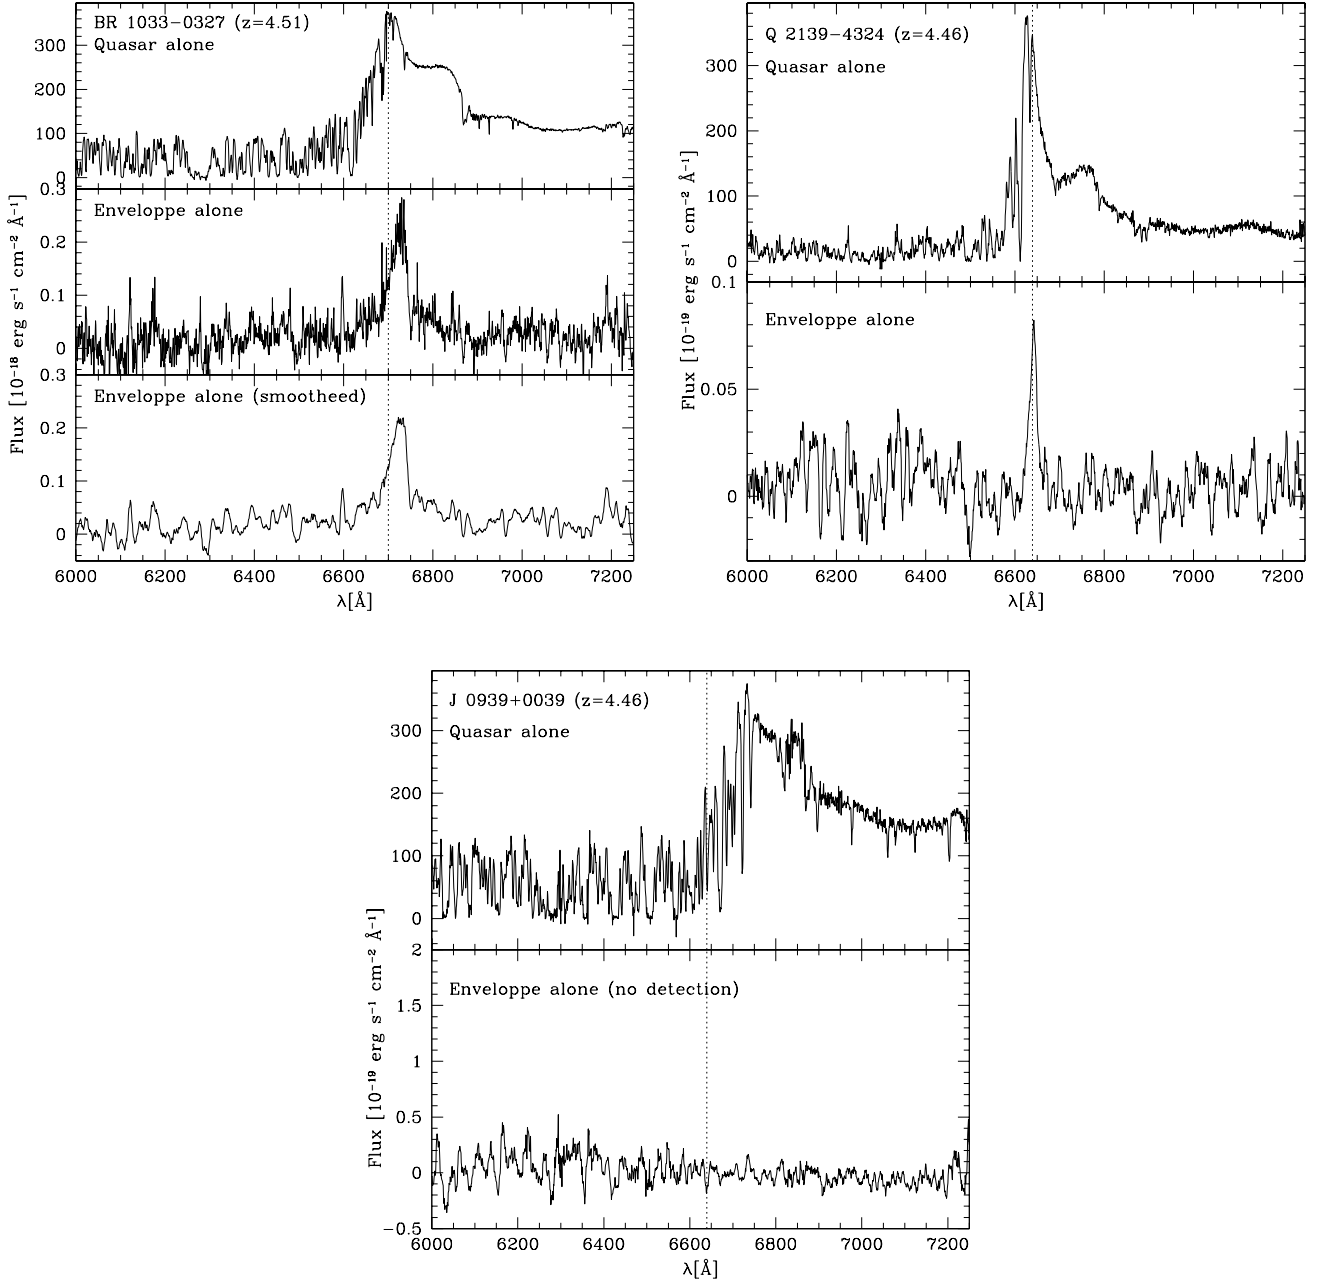 BR 1033−0327 (z=4.51)
Quasar alone
300
200
100
0
0.3
Enveloppe alone
0.2
0.1
0
0.3
Enveloppe alone (smootheed)
0.2
0.1
0
6000 6200 6400 6600 6800 7000 7200
λ[Å]
Flux [10⁻¹⁸ erg s⁻¹ cm⁻² Å⁻¹]
Q 2139−4324 (z=4.46)
Quasar alone
300
200
100
0
0.1
Enveloppe alone
0.05
0
6000 6200 6400 6600 6800 7000 7200
λ[Å]
Flux [10⁻¹⁹ erg s⁻¹ cm⁻² Å⁻¹]
J 0939+0039 (z=4.46)
Quasar alone
300
200
100
0
2
Enveloppe alone (no detection)
1.5
1
0.5
0
−0.5
6000 6200 6400 6600 6800 7000 7200
λ[Å]
Flux [10⁻¹⁹ erg s⁻¹ cm⁻² Å⁻¹]